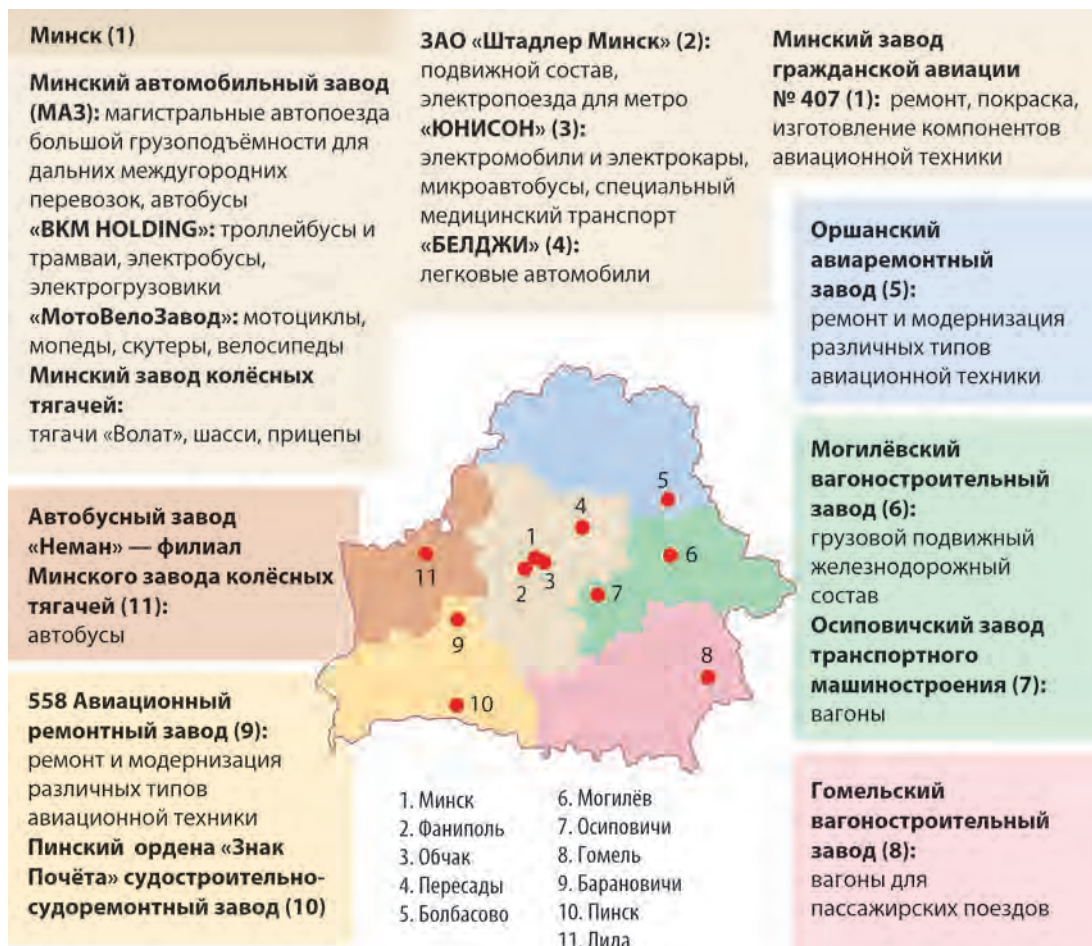 Минск (1)
Минский автомобильный завод
(МАЗ): магистральные автопоезда
большой грузоподъёмности для
дальних междугородних
перевозок, автобусы
«BKM HOLDING»: троллейбусы и
трамваи, электробусы,
электрогрузовики
«МотоВелоЗавод»: мотоциклы,
мопеды, скутеры, велосипеды
Минский завод колёсных
тягачей:
тягачи «Волат», шасси, прицепы
ЗАО «Штадлер Минск» (2):
подвижной состав,
электропоезда для метро
«ЮНИСОН» (3):
электромобили и электрокары,
микроавтобусы, специальный
медицинский транспорт
«БЕЛДЖИ» (4):
легковые автомобили
Минский завод
гражданской авиации
№ 407 (1): ремонт, покраска,
изготовление компонентов
авиационной техники
Оршанский
авиаремонтный
завод (5):
ремонт и модернизация
различных типов
авиационной техники
Могилёвский
вагоностроительный
завод (6):
грузовой подвижный
железнодорожный
состав
Осиповичский завод
транспортного
машиностроения (7):
вагоны
Гомельский
вагоностроительный
завод (8):
вагоны для
пассажирских поездов
Автобусный завод
«Неман» — филиал
Минского завода колёсных
тягачей (11):
автобусы
558 Авиационный
ремонтный завод (9):
ремонт и модернизация
различных типов
авиационной техники
Пинский ордена «Знак
Почёта» судостроительно-
судоремонтный завод (10)
5
4
1
11
2
3
6
7
9
8
10
1. Минск
2. Фаниполь
3. Обчак
4. Пересады
5. Болбасово
6. Могилёв
7. Осиповичи
8. Гомель
9. Барановичи
10. Пинск
11. Лида